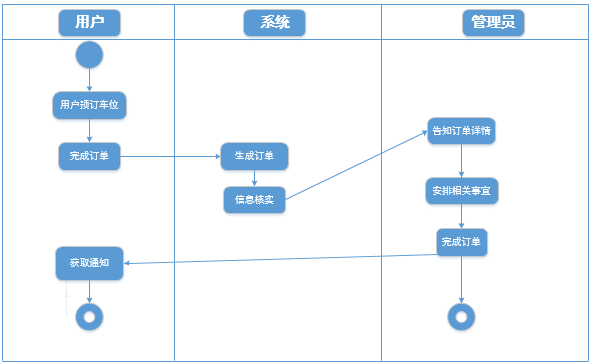 用户
系统
管理员
用户预订车位
完成订单
生成订单
信息核实
告知订单详情
安排相关事宜
完成订单
获取通知